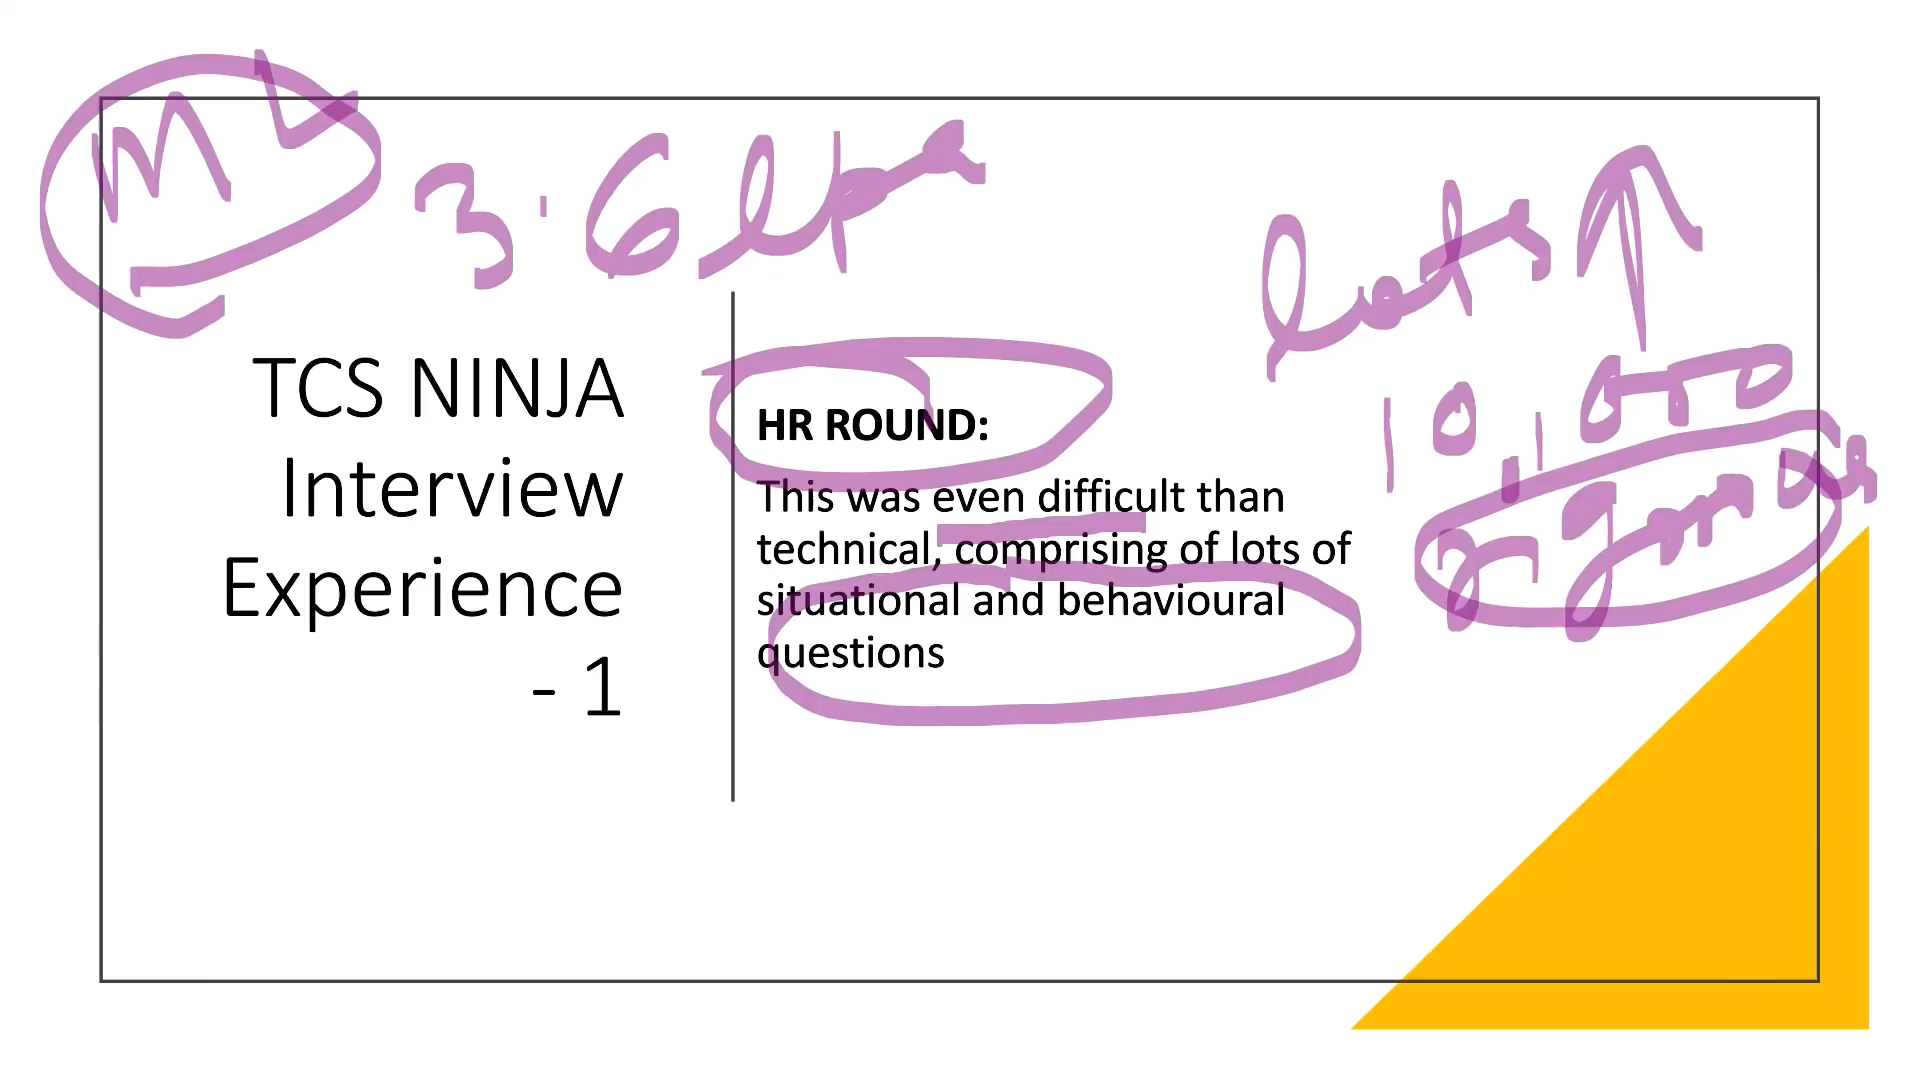 ML
3.6 lpa
lots
10,000
TCS NINJA
Interview
Experience
- 1
HR ROUND:
This was even difficult than
technical, comprising of lots of
situational and behavioural
questions